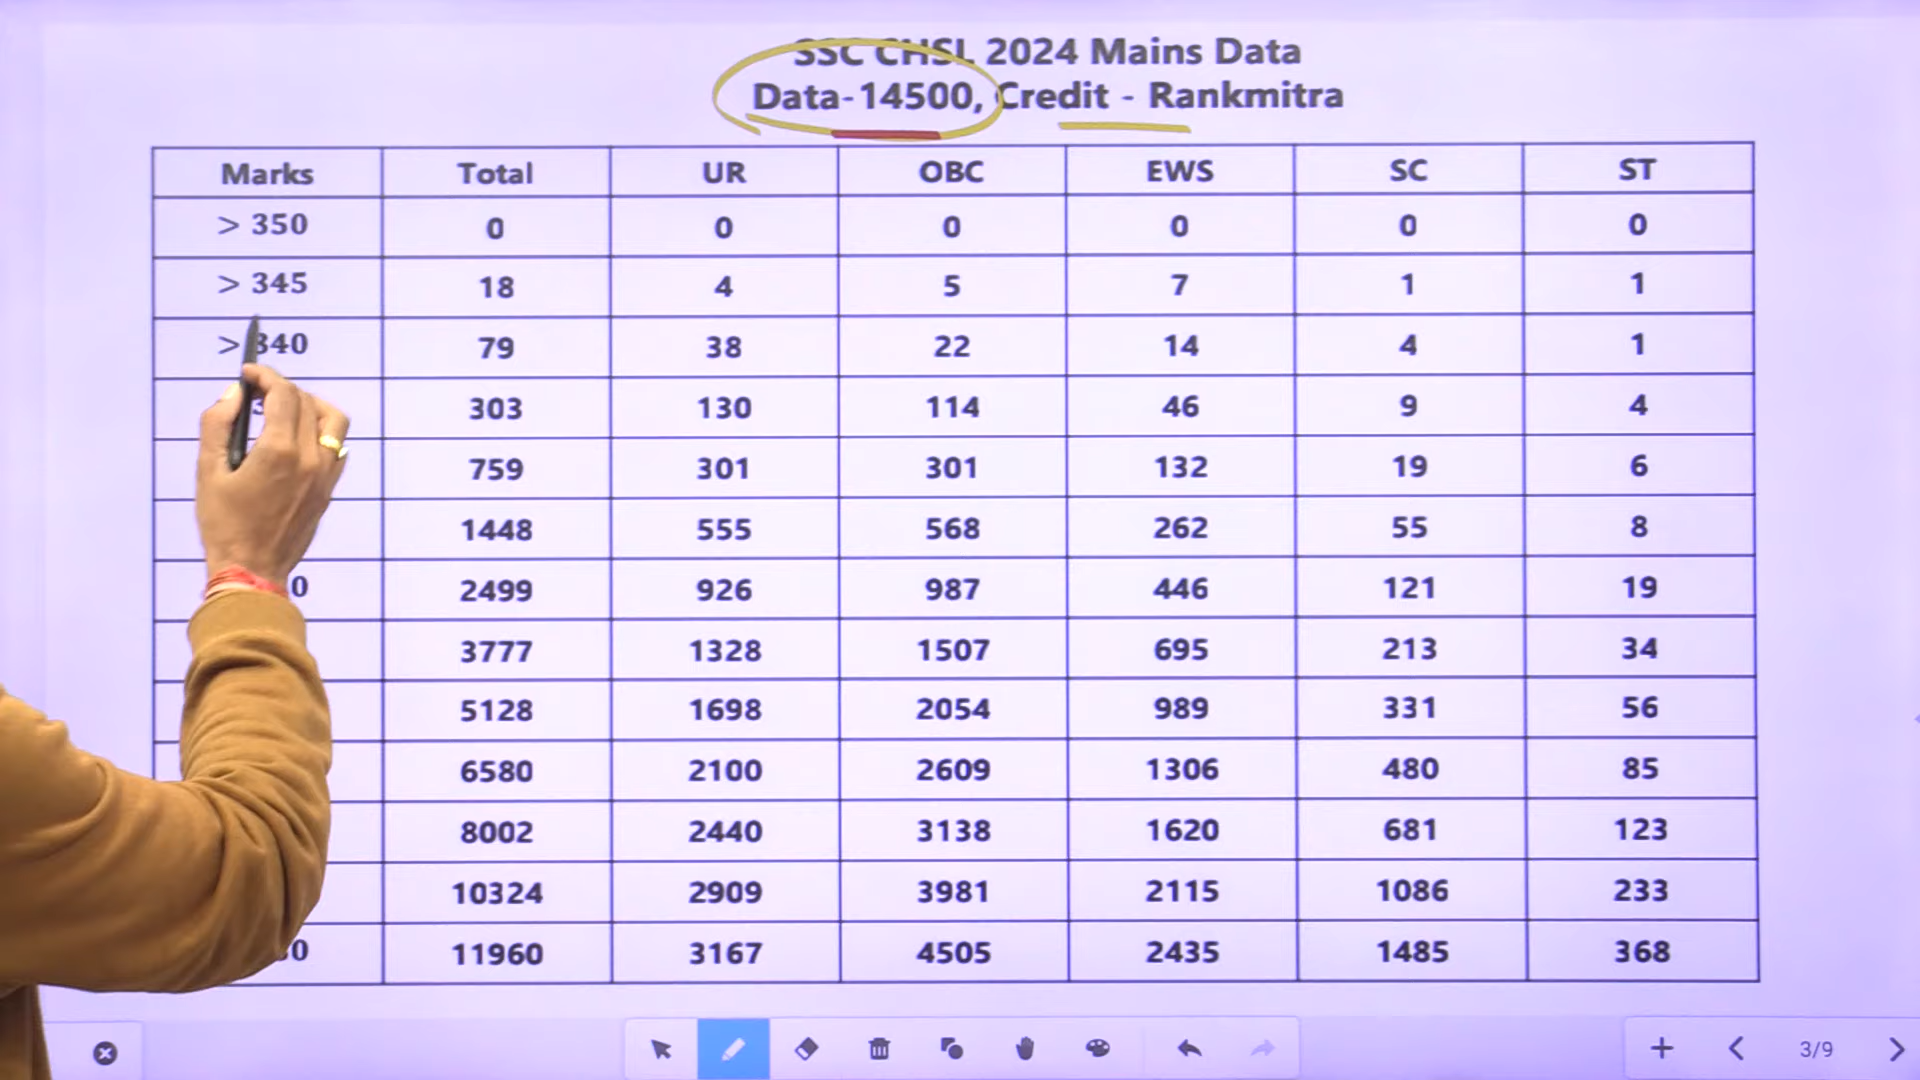 SSC CHSL 2024 Mains Data
Data-14500, Credit - Rankmitra
Marks Total UR OBC EWS SC ST
> 350 0 0 0 0 0 0
> 345 18 4 5 7 1 1
> 340 79 38 22 14 4 1
303 130 114 46 9 4
759 301 301 132 19 6
1448 555 568 262 55 8
2499 926 987 446 121 19
3777 1328 1507 695 213 34
5128 1698 2054 989 331 56
6580 2100 2609 1306 480 85
8002 2440 3138 1620 681 123
10324 2909 3981 2115 1086 233
11960 3167 4505 2435 1485 368
3/9